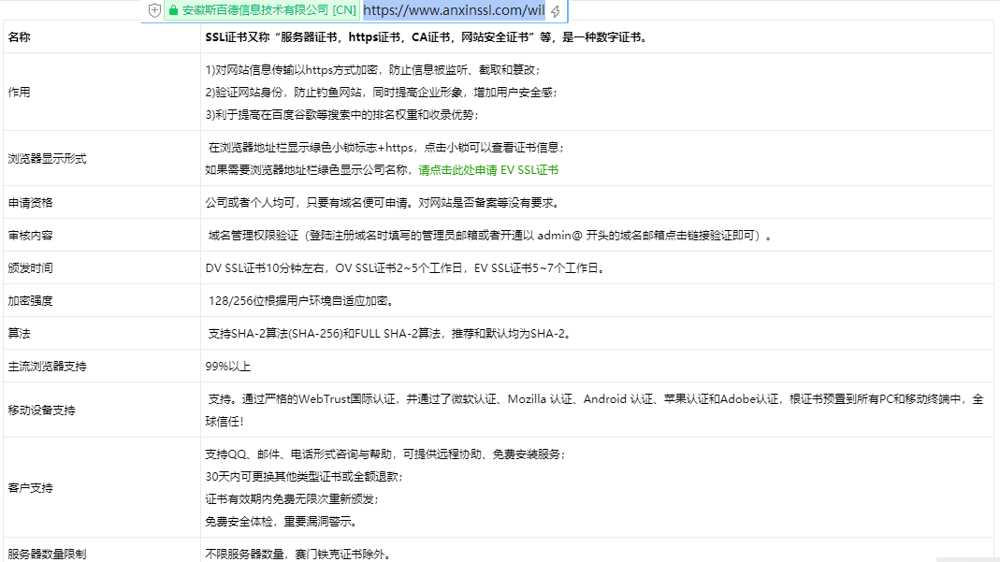 安徽斯百德信息技术有限公司 [CN] https://www.anxinssl.com/wil
名称
SSL证书又称“服务器证书，https证书，CA证书，网站安全证书”等，是一种数字证书。
作用
1)对网站信息传输以https方式加密，防止信息被监听、截取和篡改；
2)验证网站身份，防止钓鱼网站，同时提高企业形象，增加用户安全感；
3)利于提高在百度谷歌等搜索中的排名权重和收录优势；
浏览器显示形式
在浏览器地址栏显示绿色小锁标志+https，点击小锁可以查看证书信息；
如果需要浏览器地址栏绿色显示公司名称，请点击此处申请 EV SSL证书
申请资格
公司或者个人均可，只要有域名便可申请。对网站是否备案等没有要求。
审核内容
域名管理权限验证（登陆注册域名时填写的管理员邮箱或者开通以 admin@ 开头的域名邮箱点击链接验证即可）。
颁发时间
DV SSL证书10分钟左右，OV SSL证书2~5个工作日，EV SSL证书5~7个工作日。
加密强度
128/256位根据用户环境自适应加密。
算法
支持SHA-2算法(SHA-256)和FULL SHA-2算法，推荐和默认均为SHA-2。
主流浏览器支持
99%以上
移动设备支持
支持。通过严格的WebTrust国际认证，并通过了微软认证、Mozilla 认证、Android 认证、苹果认证和Adobe认证，根证书预置到所有PC和移动终端中，全
球信任！
客户支持
支持QQ、邮件、电话形式咨询与帮助，可提供远程协助、免费安装服务；
30天内可更换其他类型证书或全额退款；
证书有效期内免费无限次重新颁发；
免费安全体检，重要漏洞警示。
服务器数量限制
不限服务器数量，赛门铁克证书除外。